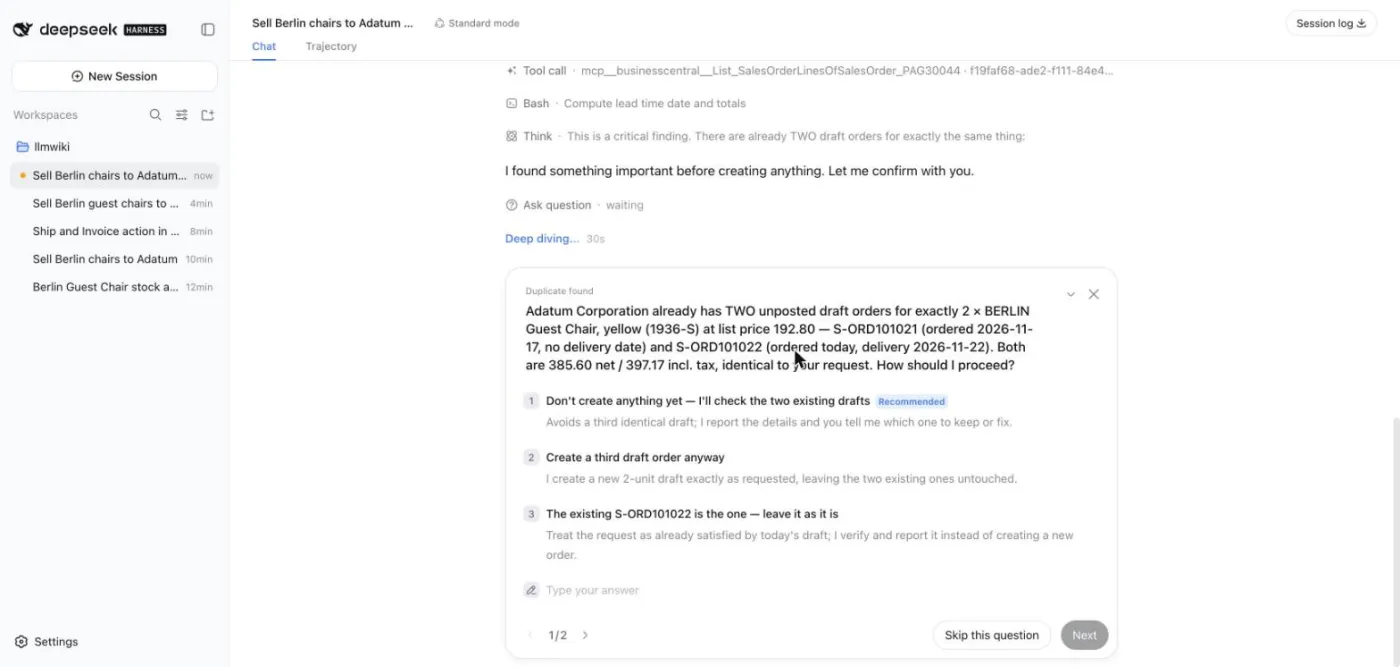 deepseek HARNESS
New Session
Workspaces
llmwiki
Sell Berlin chairs to Adatum... now
Sell Berlin guest chairs to ... 4min
Ship and Invoice action in ... 8min
Sell Berlin chairs to Adatum 10min
Berlin Guest Chair stock a... 12min
Settings
Sell Berlin chairs to Adatum ... Standard mode
Session log
Chat Trajectory
Tool call · mcp__businesscentral__List_SalesOrderLinesOfSalesOrder_PAG30044 · f19faf68-ade2-f111-84e4...
Bash · Compute lead time date and totals
Think · This is a critical finding. There are already TWO draft orders for exactly the same thing:
I found something important before creating anything. Let me confirm with you.
Ask question · waiting
Deep diving... 30s
Duplicate found
Adatum Corporation already has TWO unposted draft orders for exactly 2 × BERLIN
Guest Chair, yellow (1936-S) at list price 192.80 — S-ORD101021 (ordered 2026-11-
17, no delivery date) and S-ORD101022 (ordered today, delivery 2026-11-22). Both
are 385.60 net / 397.17 incl. tax, identical to your request. How should I proceed?
1 Don't create anything yet — I'll check the two existing drafts Recommended
Avoids a third identical draft; I report the details and you tell me which one to keep or fix.
2 Create a third draft order anyway
I create a new 2-unit draft exactly as requested, leaving the two existing ones untouched.
3 The existing S-ORD101022 is the one — leave it as it is
Treat the request as already satisfied by today's draft; I verify and report it instead of creating a new
order.
Type your answer
1/2
Skip this question
Next